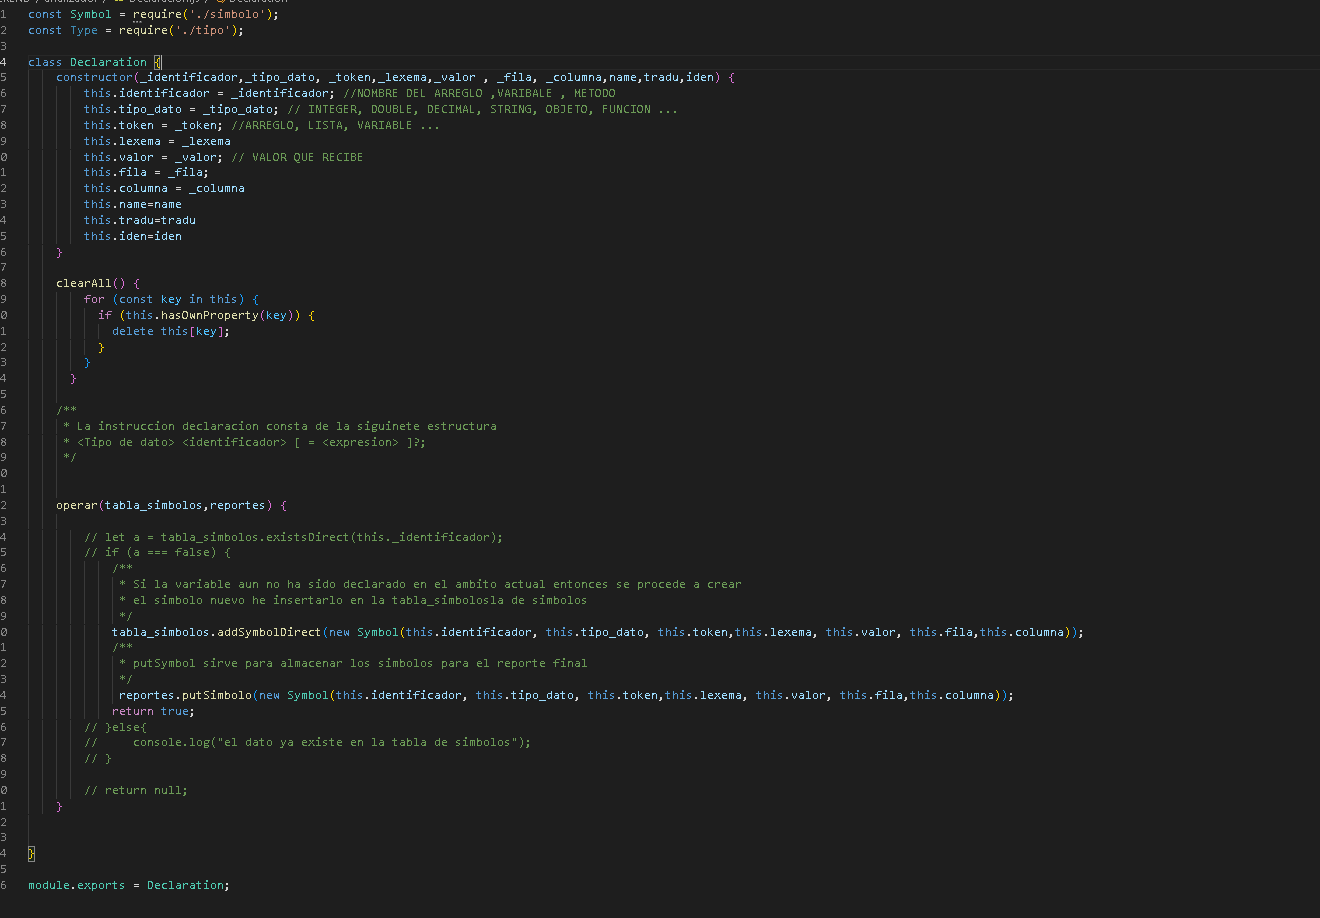 1 const Symbol = require('./simbolo');
2 const Type = require('./tipo');
3
4 class Declaration {
5 constructor(_identificador,_tipo_dato, _token,_lexema,_valor , _fila, _columna,name,tradu,iden) {
6 this.identificador = _identificador; //NOMBRE DEL ARREGLO ,VARIBALE , METODO
7 this.tipo_dato = _tipo_dato; // INTEGER, DOUBLE, DECIMAL, STRING, OBJETO, FUNCION ...
8 this.token = _token; //ARREGLO, LISTA, VARIABLE ...
9 this.lexema = _lexema
0 this.valor = _valor; // VALOR QUE RECIBE
1 this.fila = _fila;
2 this.columna = _columna
3 this.name=name
4 this.tradu=tradu
5 this.iden=iden
6 }
7
8 clearAll() {
9 for (const key in this) {
0 if (this.hasOwnProperty(key)) {
1 delete this[key];
2 }
3 }
4 }
5
6 /**
7 * La instruccion declaracion consta de la siguinete estructura
8 * <Tipo de dato> <identificador> [ = <expresion> ]?;
9 */
0
1
2 operar(tabla_simbolos,reportes) {
3
4 // let a = tabla_simbolos.existsDirect(this._identificador);
5 // if (a === false) {
6 /**
7 * Si la variable aun no ha sido declarado en el ambito actual entonces se procede a crear
8 * el simbolo nuevo he insertarlo en la tabla_simbolosla de simbolos
9 */
0 tabla_simbolos.addSymbolDirect(new Symbol(this.identificador, this.tipo_dato, this.token,this.lexema, this.valor, this.fila,this.columna));
1 /**
2 * putSymbol sirve para almacenar los simbolos para el reporte final
3 */
4 reportes.putSimbolo(new Symbol(this.identificador, this.tipo_dato, this.token,this.lexema, this.valor, this.fila,this.columna));
5 return true;
6 // }else{
7 // console.log("el dato ya existe en la tabla de simbolos");
8 // }
9
0 // return null;
1 }
2
3
4 }
5
6 module.exports = Declaration;